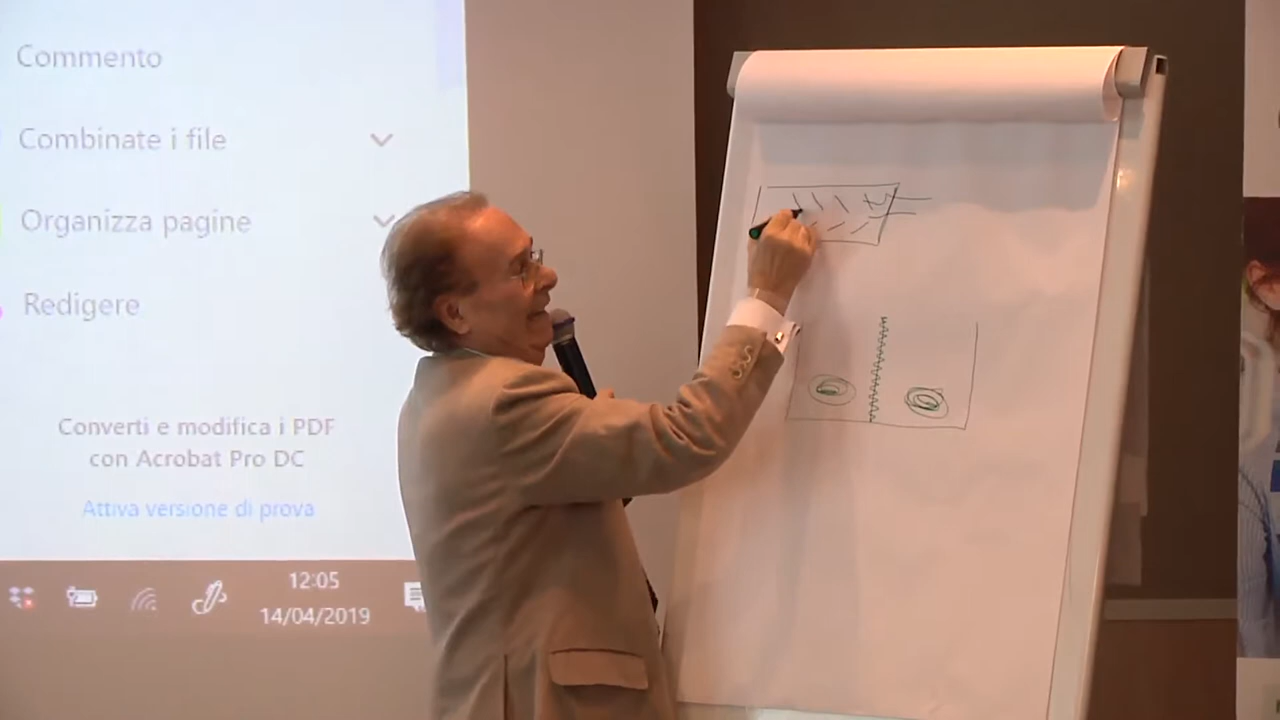 Commento
Combinate i file
Organizza pagine
Redigere
Converti e modifica i PDF
con Acrobat Pro DC
Attiva versione di prova
12:05
14/04/2019